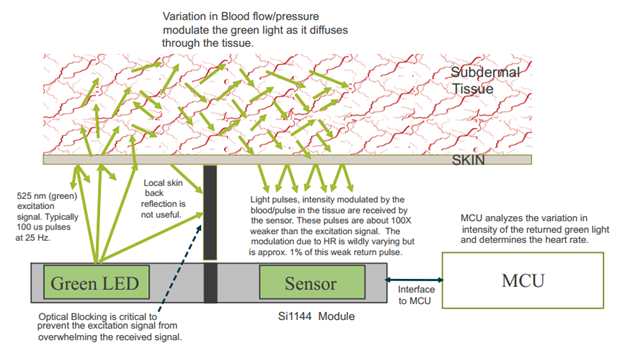 Variation in Blood flow/pressure
modulate the green light as it diffuses
through the tissue.
Subdermal
Tissue
SKIN
525 nm (green)
excitation
signal. Typically
100 us pulses
at 25 Hz.
Local skin
back
reflection is
not useful.
Light pulses, intensity modulated by the
blood/pulse in the tissue are received by
the sensor. These pulses are about 100X
weaker than the excitation signal. The
modulation due to HR is wildly varying but
is approx. 1% of this weak return pulse.
MCU analyzes the variation in
intensity of the returned green light
and determines the heart rate.
Green LED
Sensor
MCU
Interface
to MCU
Si1144 Module
Optical Blocking is critical to
prevent the excitation signal from
overwhelming the received signal.